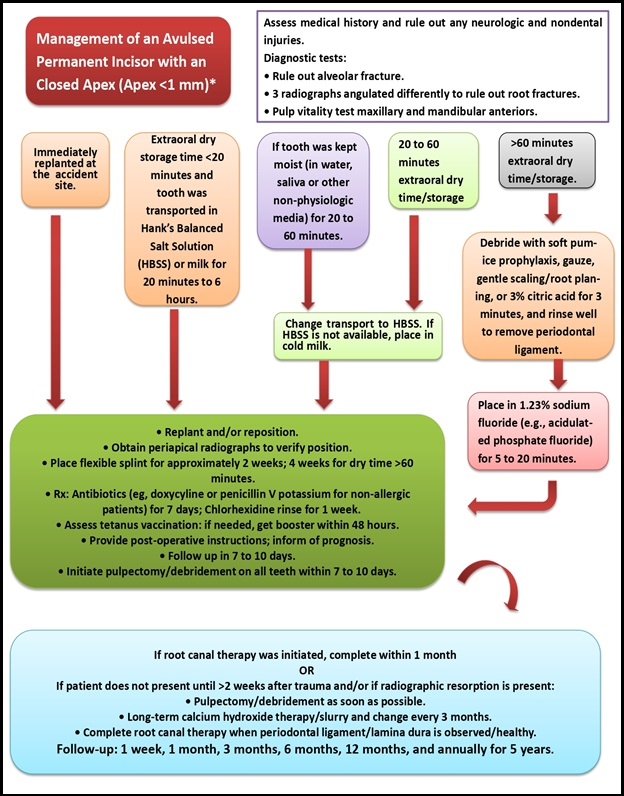 Management of an Avulsed
Permanent Incisor with an
Closed Apex (Apex <1 mm)*
Assess medical history and rule out any neurologic and nondental
injuries.
Diagnostic tests:
• Rule out alveolar fracture.
• 3 radiographs angulated differently to rule out root fractures.
• Pulp vitality test maxillary and mandibular anteriors.
Immediately
replanted at
the accident
site.
Extraoral dry
storage time <20
minutes and
tooth was
transported in
Hank's Balanced
Salt Solution
(HBSS) or milk for
20 minutes to 6
hours.
If tooth was kept
moist (in water,
saliva or other
non-physiologic
media) for 20 to
60 minutes.
20 to 60
minutes
extraoral dry
time/storage
>60 minutes
extraoral dry
time/storage.
Change transport to HBSS. If
HBSS is not available, place in
cold milk.
Debride with soft pum-
ice prophylaxis, gauze,
gentle scaling/root plan-
ing, or 3% citric acid for 3
minutes, and rinse well
to remove periodontal
ligament.
Place in 1.23% sodium
fluoride (e.g., acidulat-
ed phosphate fluoride)
for 5 to 20 minutes.
• Replant and/or reposition.
• Obtain periapical radiographs to verify position.
• Place flexible splint for approximately 2 weeks; 4 weeks for dry time >60
minutes.
• Rx: Antibiotics (eg, doxycyline or penicillin V potassium for non-allergic
patients) for 7 days; Chlorhexidine rinse for 1 week.
• Assess tetanus vaccination: if needed, get booster within 48 hours.
• Provide post-operative instructions; inform of prognosis.
• Follow up in 7 to 10 days.
• Initiate pulpectomy/debridement on all teeth within 7 to 10 days.
If root canal therapy was initiated, complete within 1 month
OR
If patient does not present until >2 weeks after trauma and/or if radiographic resorption is present:
• Pulpectomy/debridement as soon as possible.
• Long-term calcium hydroxide therapy/slurry and change every 3 months.
• Complete root canal therapy when periodontal ligament/lamina dura is observed/healthy.
Follow-up: 1 week, 1 month, 3 months, 6 months, 12 months, and annually for 5 years.